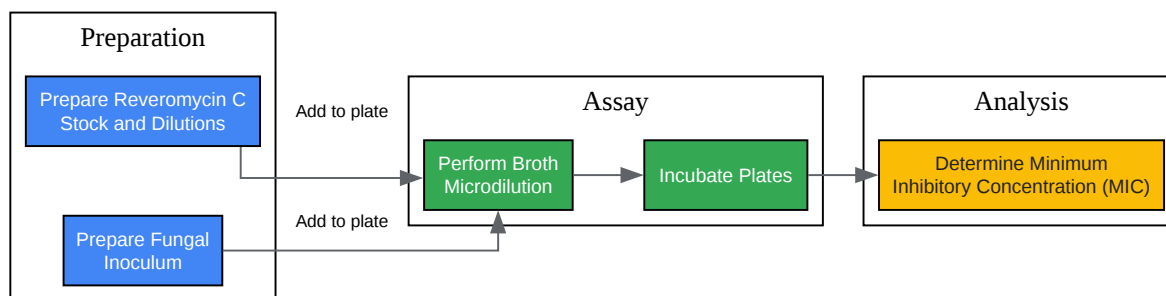 Preparation
Prepare Reveromycin C
Stock and Dilutions
Add to plate
Prepare Fungal
Inoculum
Add to plate
Assay
Perform Broth
Microdilution
Incubate Plates
Analysis
Determine Minimum
Inhibitory Concentration (MIC)